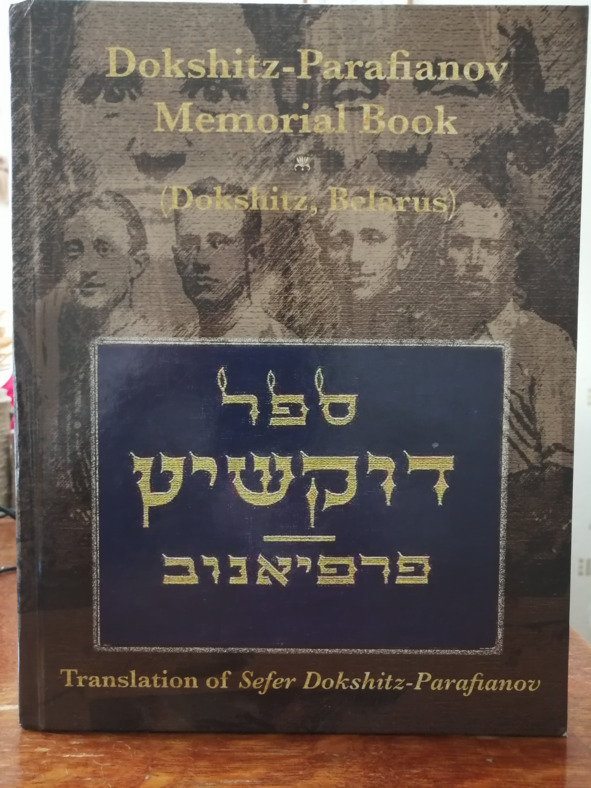 Dokshitz-Parafianov
Memorial Book
(Dokshitz, Belarus)
ספר
דוקשיץ
פרפיאנוב
Translation of Sefer Dokshitz-Parafianov